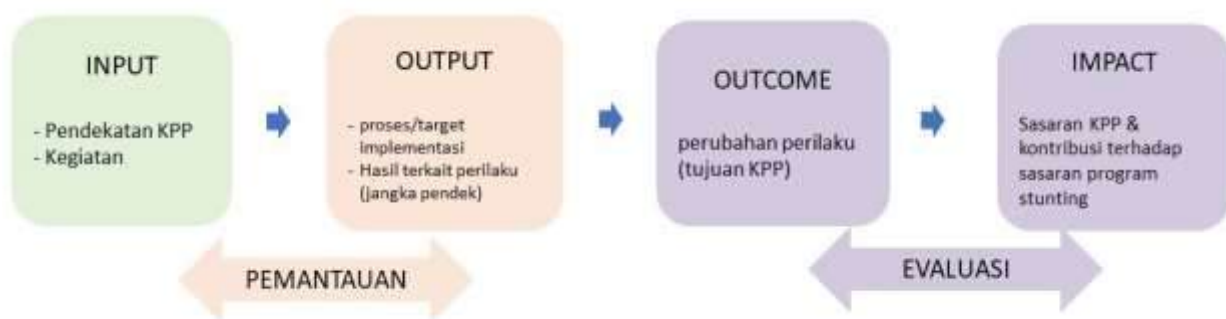 INPUT
- Pendekatan KPP
- Kegiatan
OUTPUT
- proses/target
implementasi
- Hasil terkait perilaku
(jangka pendek)
OUTCOME
perubahan perilaku
(tujuan KPP)
IMPACT
Sasaran KPP &
kontribusi terhadap
sasaran program
stunting
PEMANTAUAN
EVALUASI